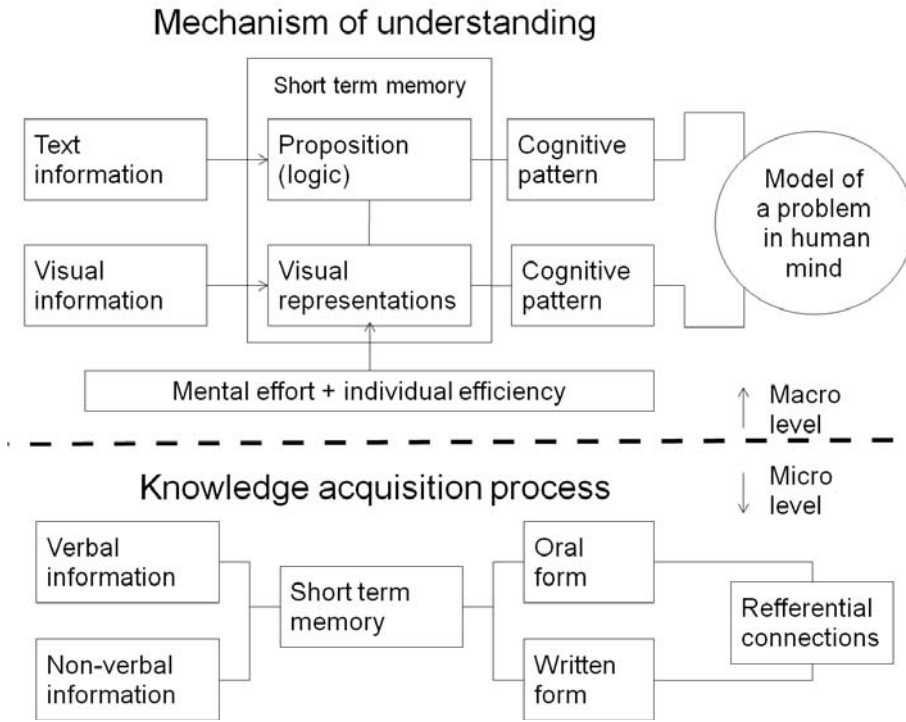 Mechanism of understanding
Short term memory
Text
information
Proposition
(logic)
Cognitive
pattern
Model of
a problem
in human
mind
Visual
information
Visual
representations
Cognitive
pattern
Mental effort + individual efficiency
Macro
level
Micro
level
Knowledge acquisition process
Verbal
information
Short term
memory
Oral
form
Refferential
connections
Non-verbal
information
Written
form